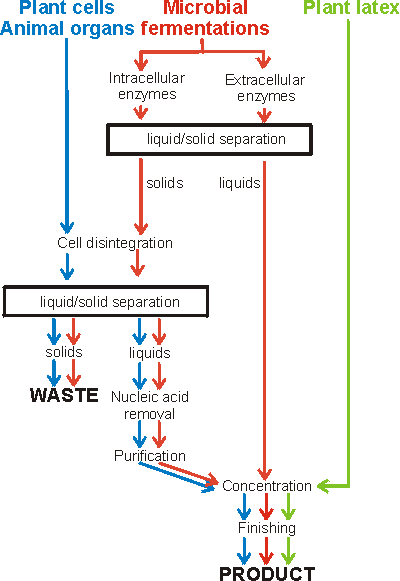 Plant cells
Animal organs
Microbial
fermentations
Plant latex
Intracellular
enzymes
Extracellular
enzymes
liquid/solid separation
solids
liquids
Cell disintegration
liquid/solid separation
solids
liquids
WASTE
Nucleic acid
removal
Purification
Concentration
Finishing
PRODUCT